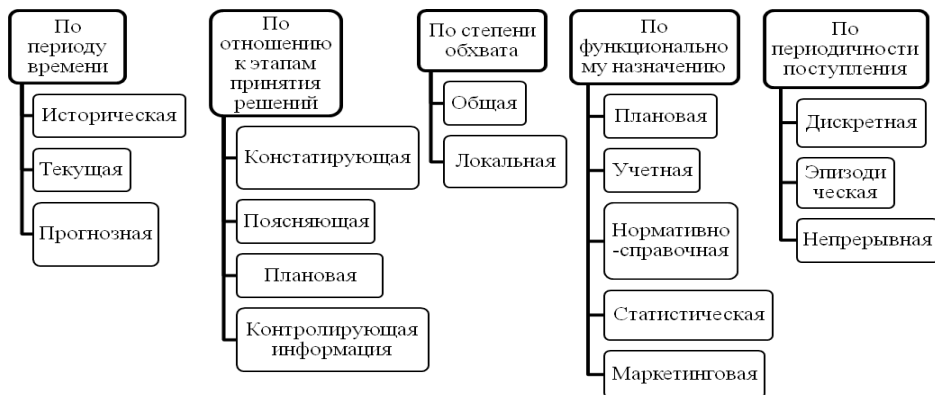 По
периоду
времени
Историческая
Текущая
Прогнозная
По
отношению
к этапам
принятия
решений
Констатирующая
Поясняющая
Плановая
Контролирующая
информация
По степени
обхвата
Общая
Локальная
По
функционально
му назначению
Плановая
Учетная
Нормативно
-справочная
Статистическая
Маркетинговая
По
периодичности
поступления
Дискретная
Эпизоди
ческая
Непрерывная